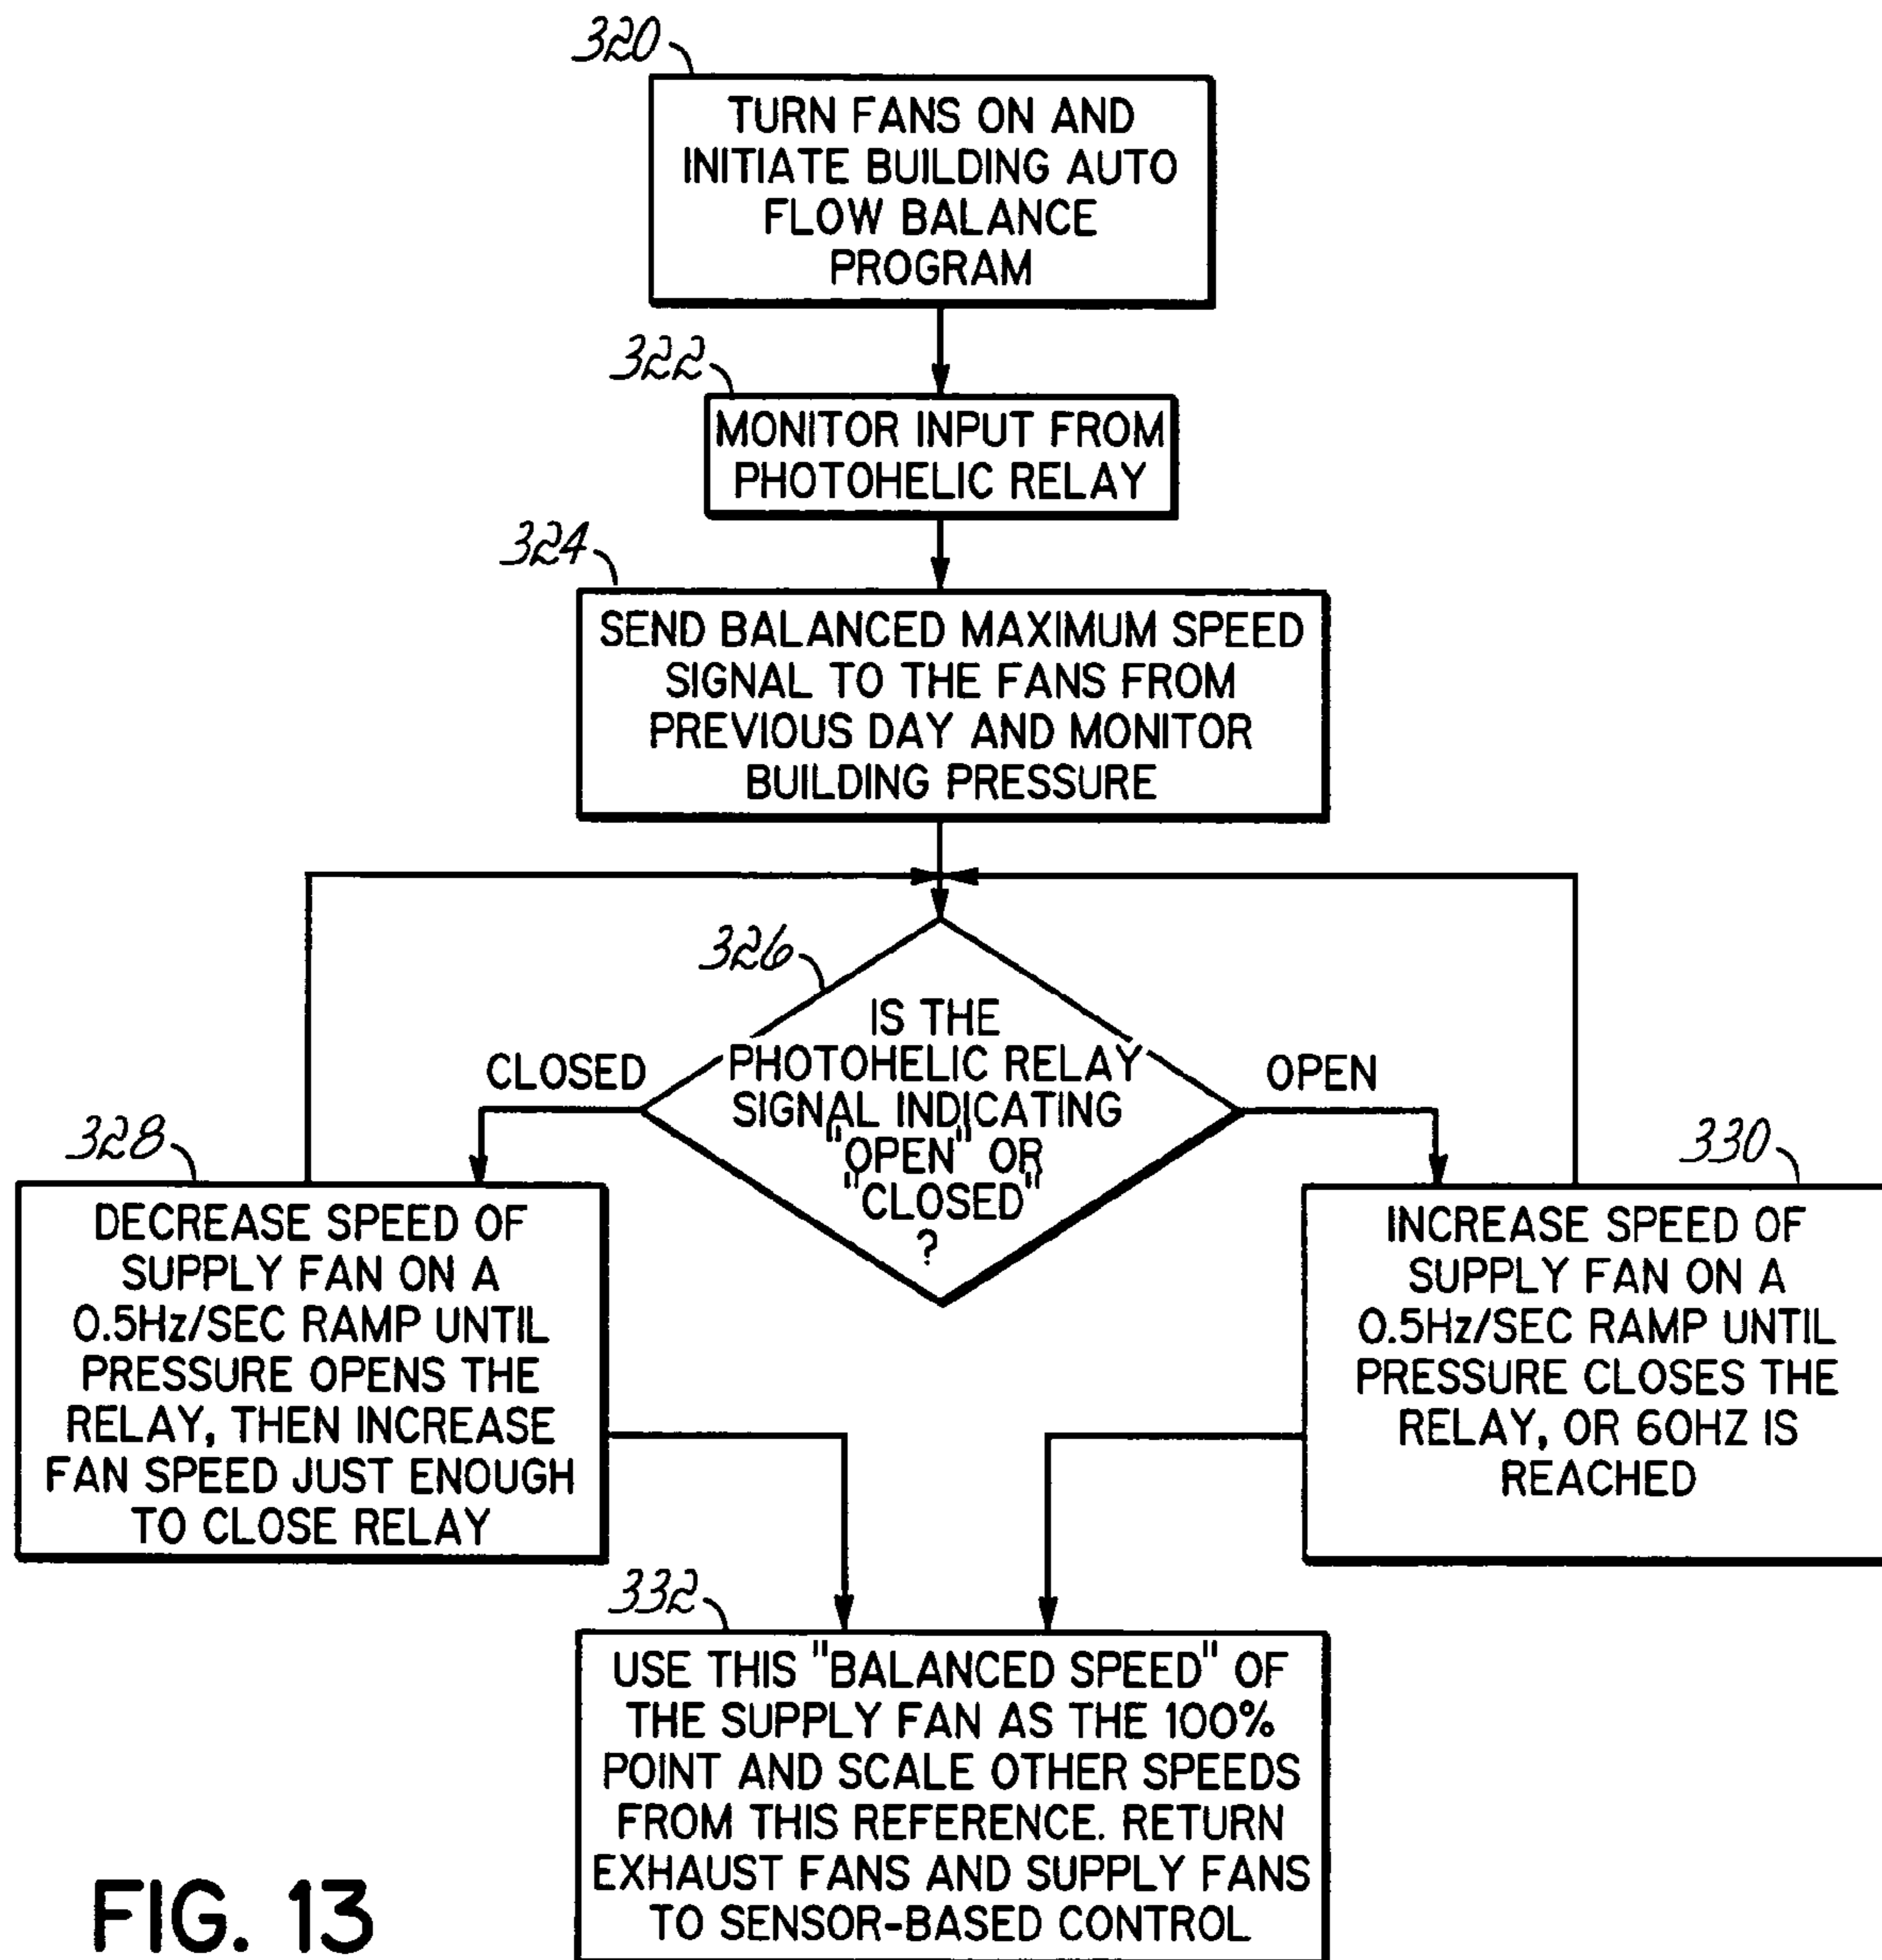 320
TURN FANS ON AND
INITIATE BUILDING AUTO
FLOW BALANCE
PROGRAM
322
MONITOR INPUT FROM
PHOTOHELIC RELAY
324
SEND BALANCED MAXIMUM SPEED
SIGNAL TO THE FANS FROM
PREVIOUS DAY AND MONITOR
BUILDING PRESSURE
326
IS THE
PHOTOHELIC RELAY
SIGNAL INDICATING
"OPEN" OR
"CLOSED"
?
CLOSED
OPEN
328
DECREASE SPEED OF
SUPPLY FAN ON A
0.5Hz/SEC RAMP UNTIL
PRESSURE OPENS THE
RELAY, THEN INCREASE
FAN SPEED JUST ENOUGH
TO CLOSE RELAY
330
INCREASE SPEED OF
SUPPLY FAN ON A
0.5Hz/SEC RAMP UNTIL
PRESSURE CLOSES THE
RELAY, OR 60HZ IS
REACHED
332
USE THIS "BALANCED SPEED" OF
THE SUPPLY FAN AS THE 100%
POINT AND SCALE OTHER SPEEDS
FROM THIS REFERENCE. RETURN
EXHAUST FANS AND SUPPLY FANS
TO SENSOR-BASED CONTROL
FIG. 13